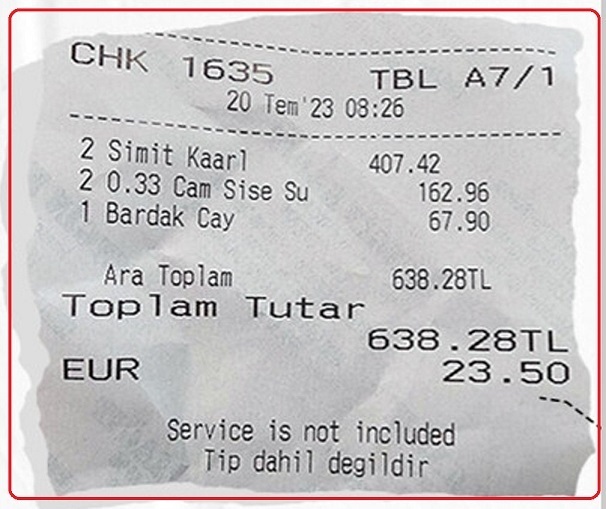 CHK 1635 TBL A7/1
20 Tem'23 08:26
2 Simit Kaarl 407.42
2 0.33 Cam Sise Su 162.96
1 Bardak Cay 67.90
Ara Toplam 638.28TL
Toplam Tutar
638.28TL
EUR 23.50
Service is not included
Tip dahil degildir